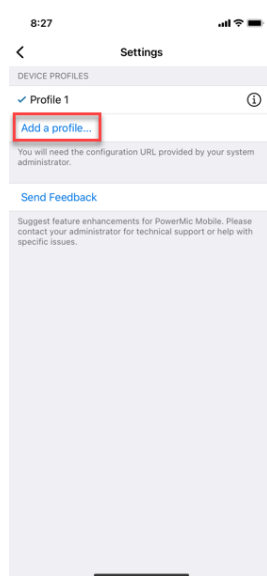 8:27
Settings
DEVICE PROFILES
Profile 1
Add a profile...
You will need the configuration URL provided by your system
administrator.
Send Feedback
Suggest feature enhancements for PowerMic Mobile. Please
contact your administrator for technical support or help with
specific issues.